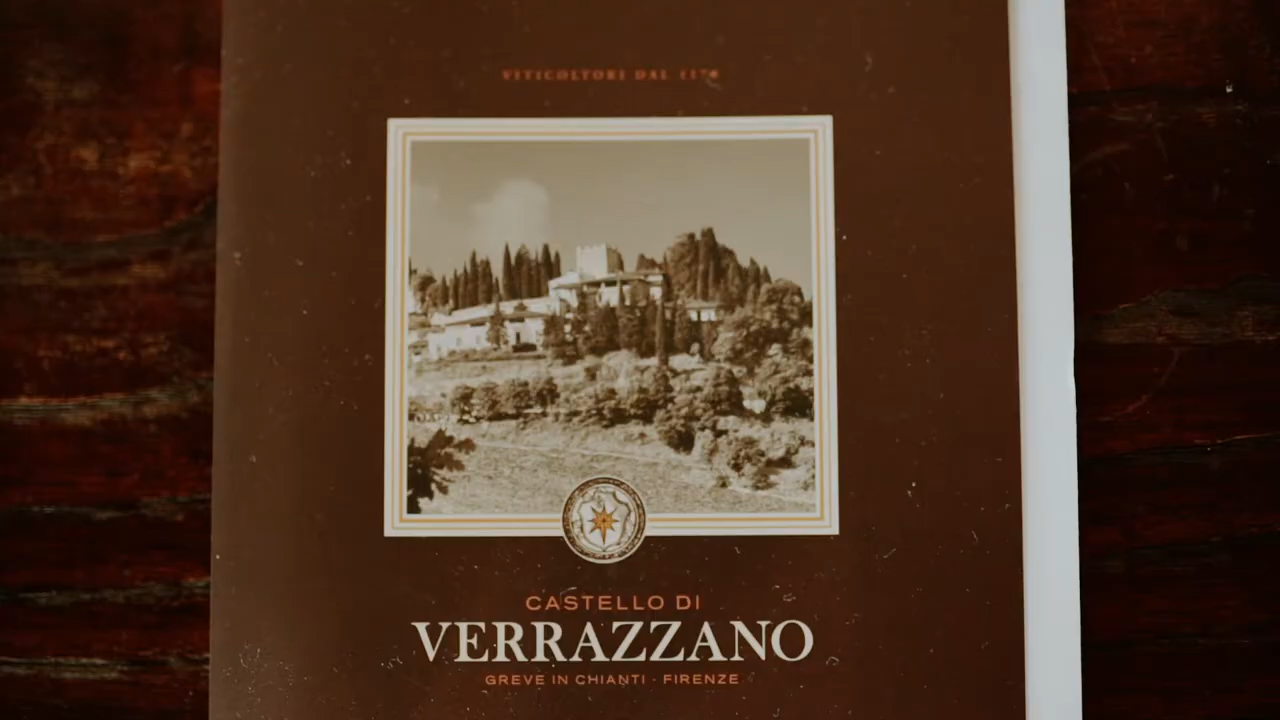 VITICOLTORI DAL 1170
CASTELLO DI
VERRAZZANO
GREVE IN CHIANTI · FIRENZE